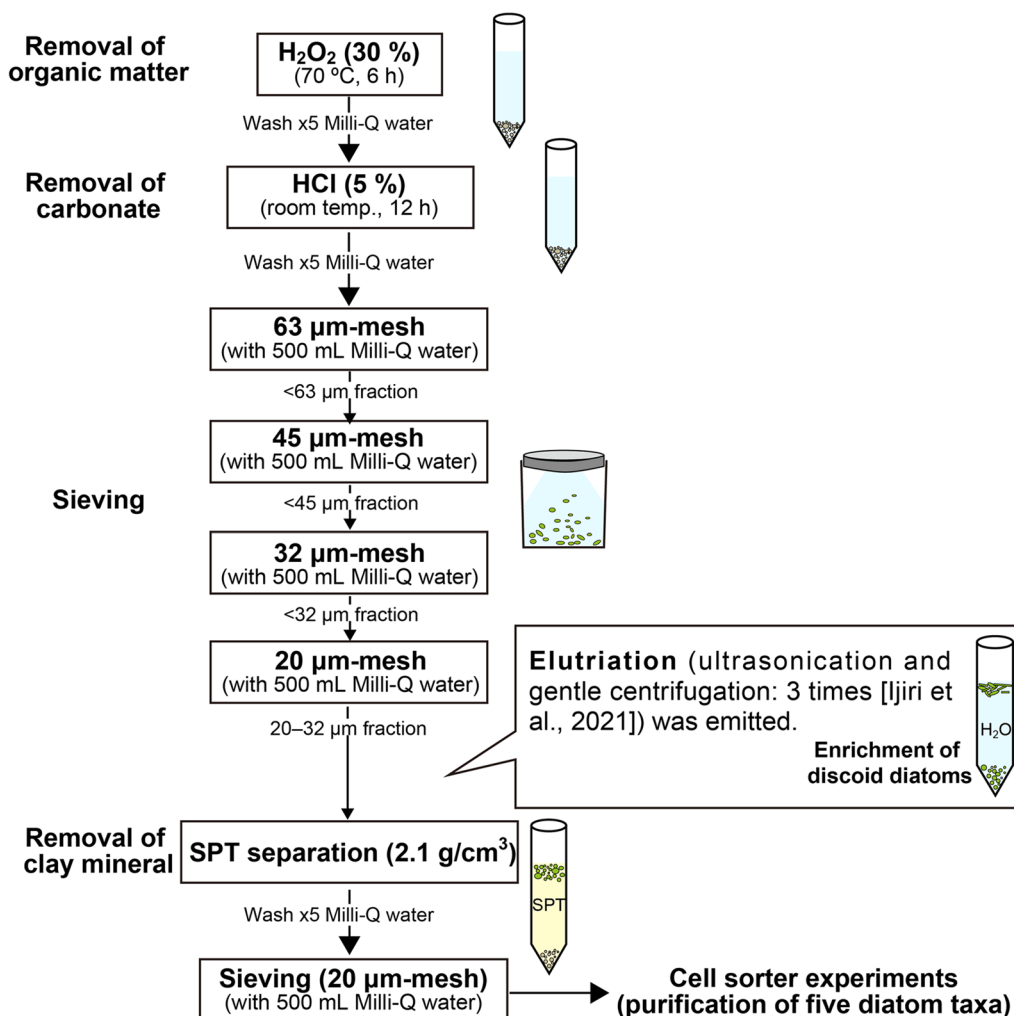 Removal of
organic matter
H₂O₂ (30 %)
(70 ºC, 6 h)
Wash x5 Milli-Q water
Removal of
carbonate
HCl (5 %)
(room temp., 12 h)
Wash x5 Milli-Q water
63 µm-mesh
(with 500 mL Milli-Q water)
<63 µm fraction
45 µm-mesh
(with 500 mL Milli-Q water)
Sieving
<45 µm fraction
32 µm-mesh
(with 500 mL Milli-Q water)
<32 µm fraction
20 µm-mesh
(with 500 mL Milli-Q water)
20–32 µm fraction
Elutriation (ultrasonication and
gentle centrifugation: 3 times [Ijiri et
al., 2021]) was emitted.
Enrichment of
discoid diatoms
H₂O
Removal of
clay mineral
SPT separation (2.1 g/cm³)
SPT
Wash x5 Milli-Q water
Sieving (20 µm-mesh)
(with 500 mL Milli-Q water)
Cell sorter experiments
(purification of five diatom taxa)